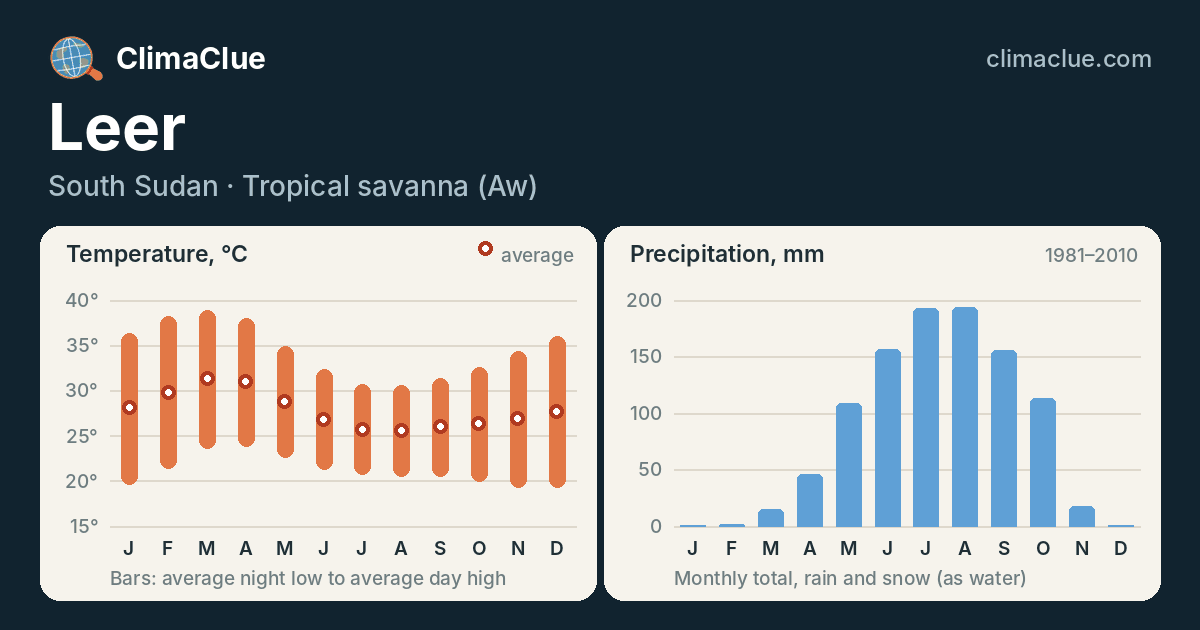 ClimaClue
climaclue.com
Leer
South Sudan · Tropical savanna (Aw)
Temperature, °C
average
40°
35°
30°
25°
20°
15°
J F M A M J J A S O N D
Bars: average night low to average day high
Precipitation, mm
1981–2010
200
150
100
50
0
J F M A M J J A S O N D
Monthly total, rain and snow (as water)